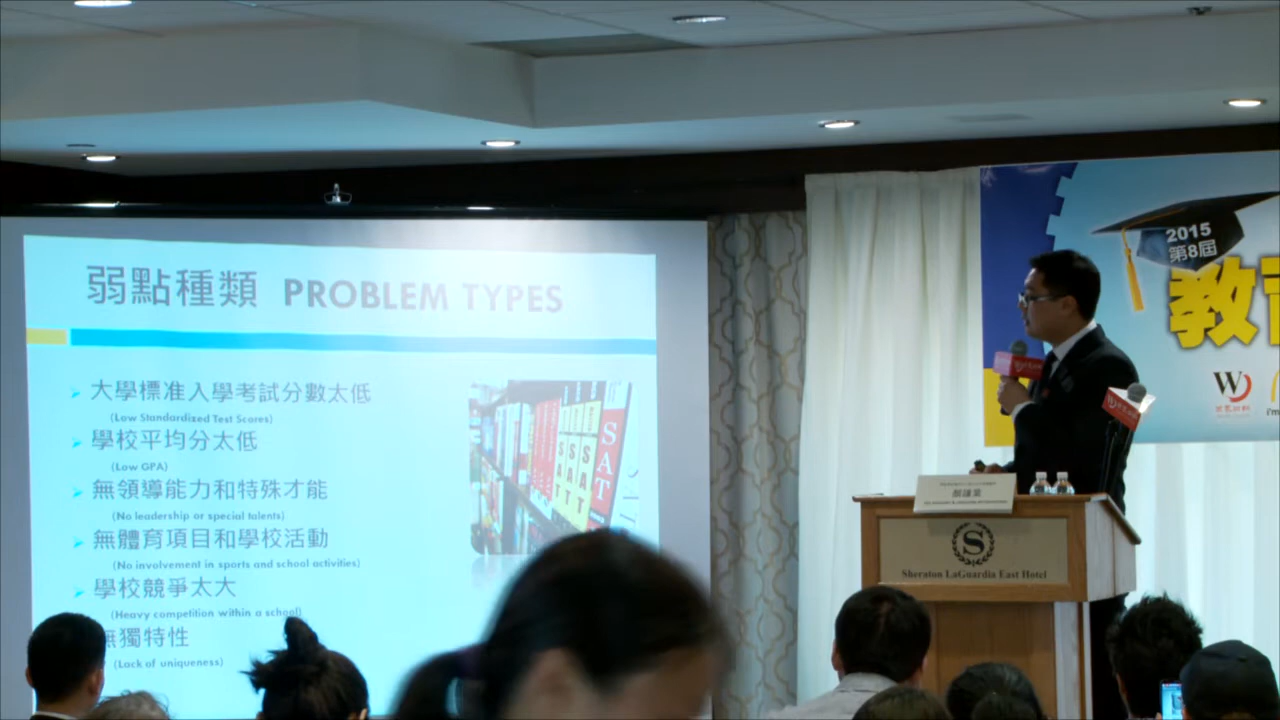 弱點種類 PROBLEM TYPES
大學標准入學考試分數太低
(Low Standardized Test Scores)
學校平均分太低
(Low GPA)
無領導能力和特殊才能
(No leadership or special talents)
無體育項目和學校活動
(No involvement in sports and school activities)
學校競爭太大
(Heavy competition within a school)
無獨特性
(Lack of uniqueness)
SAT
SAT
SAT
2015
第8屆
教育
W
i'm
S
Sheraton LaGuardia East Hotel